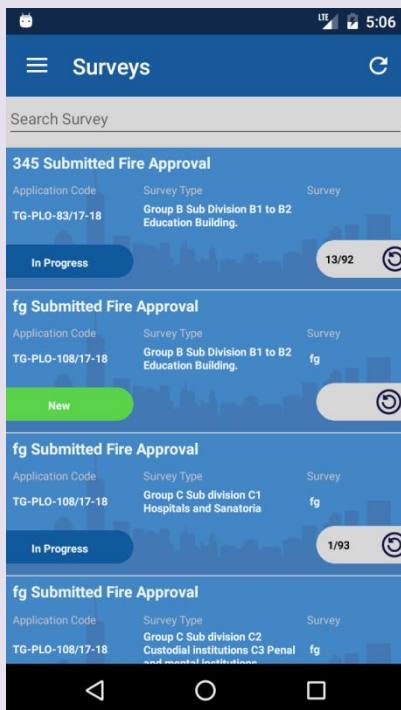 LTE 5:06
Surveys
Search Survey
345 Submitted Fire Approval
Application Code Survey Type Survey
TG-PLO-83/17-18 Group B Sub Division B1 to B2
Education Building.
In Progress 13/92
fg Submitted Fire Approval
Application Code Survey Type Survey
TG-PLO-108/17-18 Group B Sub Division B1 to B2 fg
Education Building.
New
fg Submitted Fire Approval
Application Code Survey Type Survey
TG-PLO-108/17-18 Group C Sub division C1 fg
Hospitals and Sanatoria
In Progress 1/93
fg Submitted Fire Approval
Application Code Survey Type Survey
Group C Sub division C2
TG-PLO-108/17-18 Custodial institutions C3 Penal fg
and mental institutions